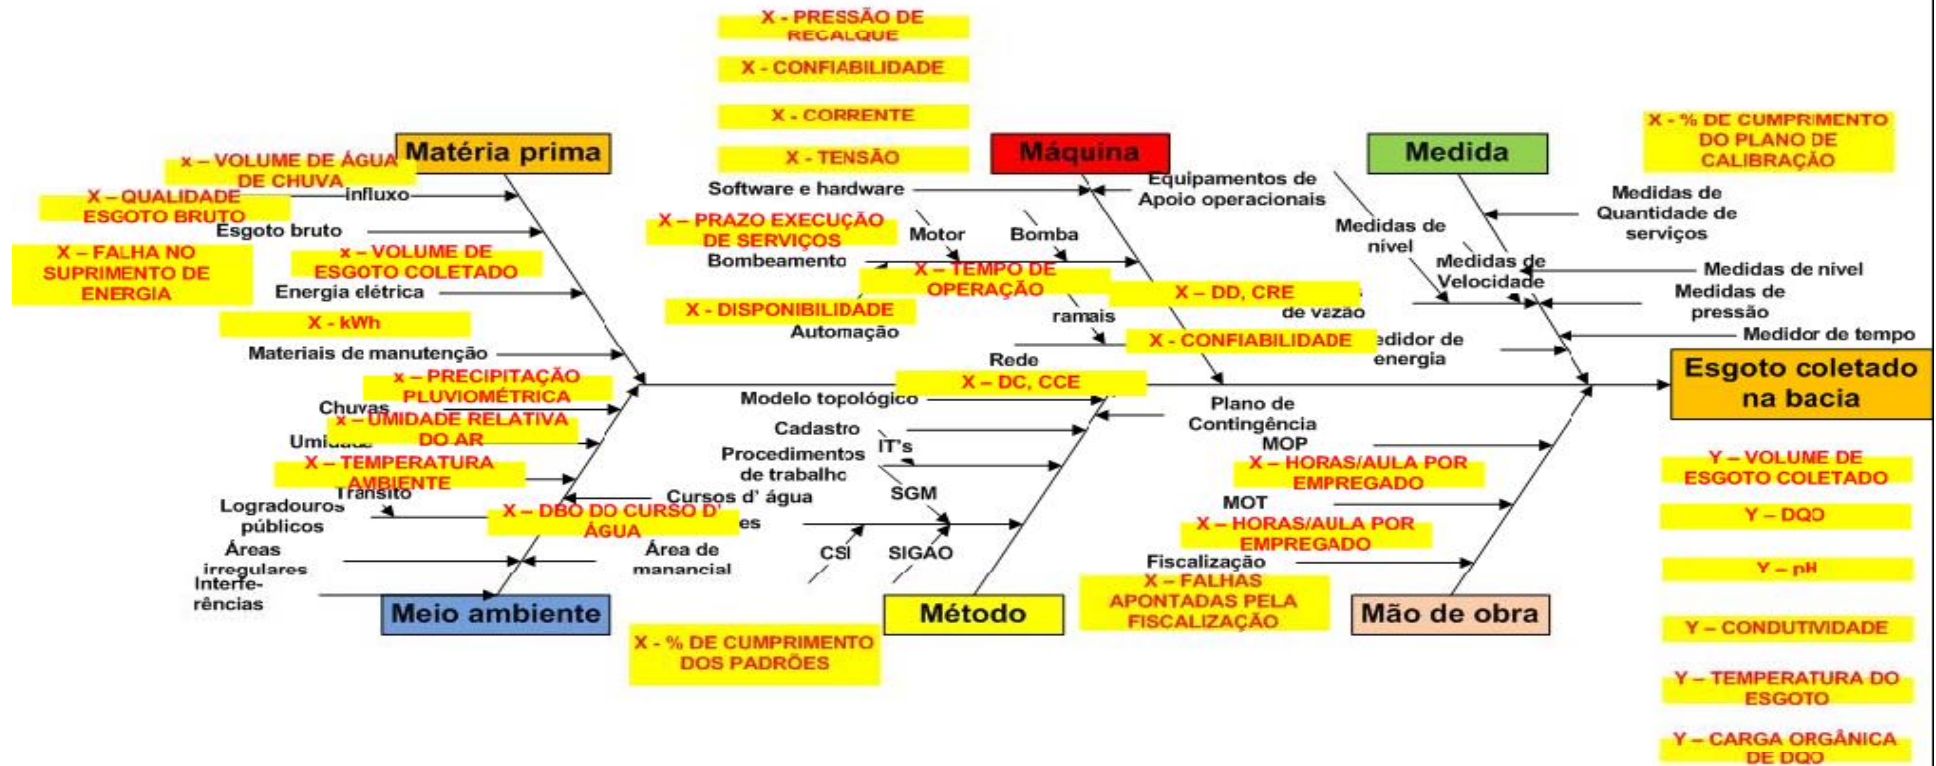 X - PRESSÃO DE
RECALQUE
X - CONFIABILIDADE
X - CORRENTE
X - TENSÃO
X - % DE CUMPRIMENTO
DO PLANO DE
CALIBRAÇÃO
Matéria prima
Máquina
Medida
x – VOLUME DE ÁGUA
DE CHUVA
Influxo
X – QUALIDADE
ESGOTO BRUTO
Esgoto bruto
X – FALHA NO
SUPRIMENTO DE
ENERGIA
x – VOLUME DE
ESGOTO COLETADO
Energia elétrica
X - kWh
Materiais de manutenção
Software e hardware
Equipamentos de
Apoio operacionais
X – PRAZO EXECUÇÃO
DE SERVIÇOS
Motor
Bomba
Bombeamento
X – TEMPO DE
OPERAÇÃO
X - DISPONIBILIDADE
Automação
ramais
X – DD, CRE
X - CONFIABILIDADE
Rede
X – DC, CCE
Medidas de
nível
Medidas de
Quantidade de
serviços
Medidas de
Velocidade
Medidas de nível
de vazão
Medidas de
pressão
Medidor de tempo
edidor de
energia
Esgoto coletado
na bacia
x – PRECIPITAÇÃO
PLUVIOMÉTRICA
Chuvas
x – UMIDADE RELATIVA
DO AR
X – TEMPERATURA
AMBIENTE
Trânsito
Logradouros
públicos
Cursos d' água
X – DBO DO CURSO D'
ÁGUA
es
Áreas
irregulares
Área de
manancial
Interfe-
rências
Meio ambiente
Modelo topológico
Plano de
Contingência
Cadastro
IT's
Procedimentos
de trabalho
SGM
CSI
SIGAO
Método
X - % DE CUMPRIMENTO
DOS PADRÕES
MOP
X – HORAS/AULA POR
EMPREGADO
MOT
X – HORAS/AULA POR
EMPREGADO
Fiscalização
X – FALHAS
APONTADAS PELA
FISCALIZAÇÃO
Mão de obra
Y – VOLUME DE
ESGOTO COLETADO
Y – DQO
Y – pH
Y – CONDUTIVIDADE
Y – TEMPERATURA DO
ESGOTO
Y – CARGA ORGÂNICA
DE DQO